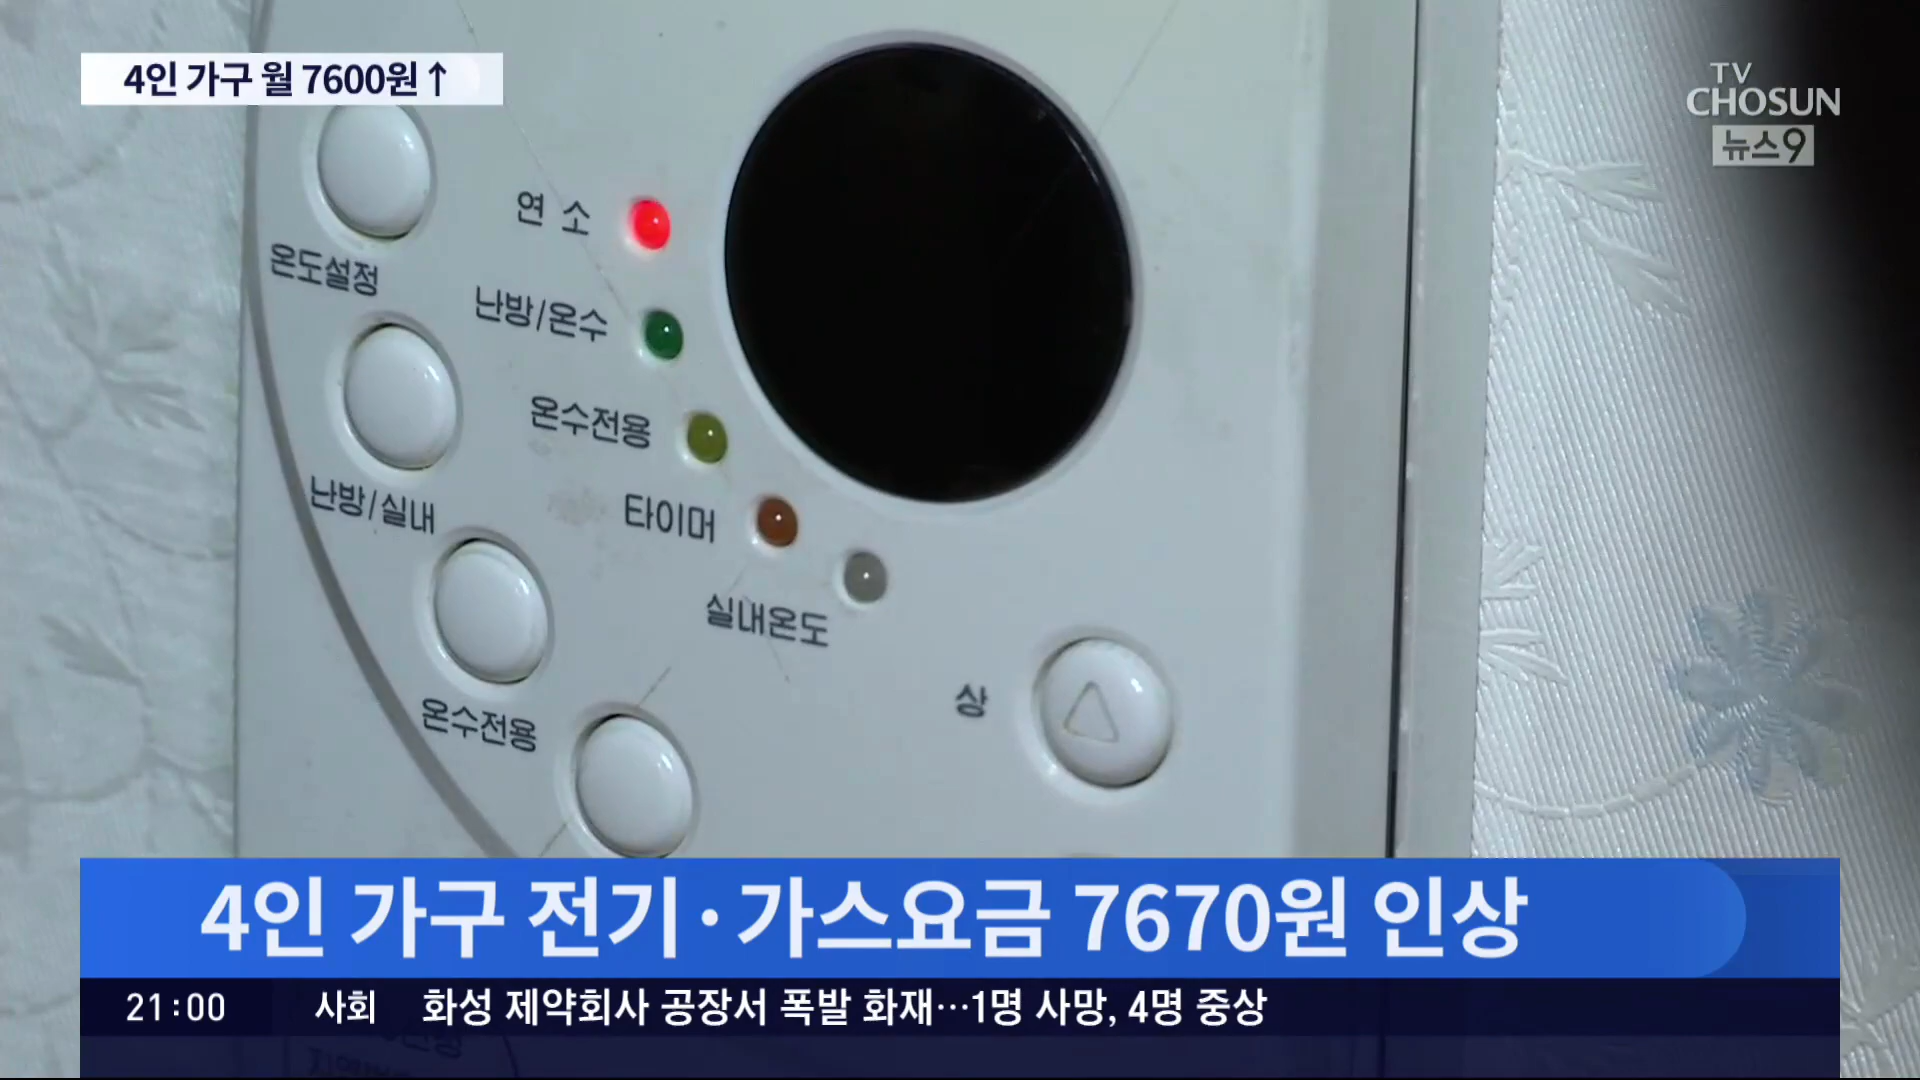 4인 가구 월 7600원↑
TV
CHOSUN
뉴스9
연 소
온도설정
난방/온수
온수전용
난방/실내
타이머
실내온도
상
온수전용
4인 가구 전기·가스요금 7670원 인상
21:00 사회 화성 제약회사 공장서 폭발 화재…1명 사망, 4명 중상